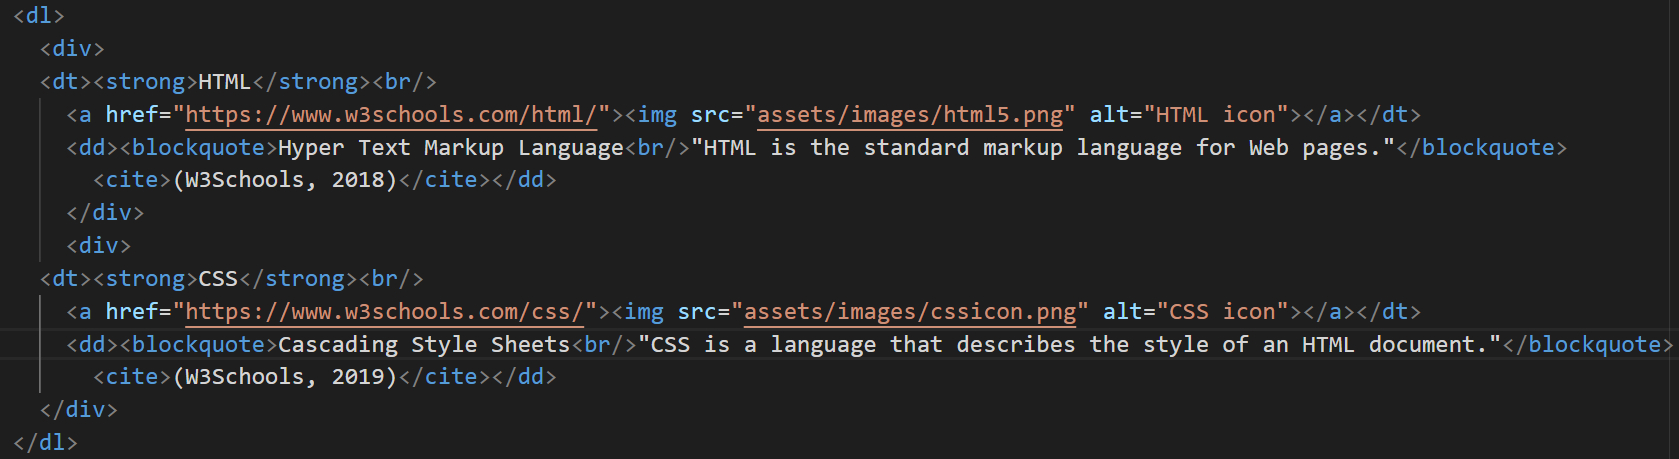 <dl>
<div>
<dt><strong>HTML</strong><br/>
<a href="https://www.w3schools.com/html/"><img src="assets/images/html5.png" alt="HTML icon"></a></dt>
<dd><blockquote>Hyper Text Markup Language<br/>"HTML is the standard markup language for Web pages."</blockquote>
<cite>(W3Schools, 2018)</cite></dd>
</div>
<div>
<dt><strong>CSS</strong><br/>
<a href="https://www.w3schools.com/css/"><img src="assets/images/cssicon.png" alt="CSS icon"></a></dt>
<dd><blockquote>Cascading Style Sheets<br/>"CSS is a language that describes the style of an HTML document."</blockquote>
<cite>(W3Schools, 2019)</cite></dd>
</div>
</dl>